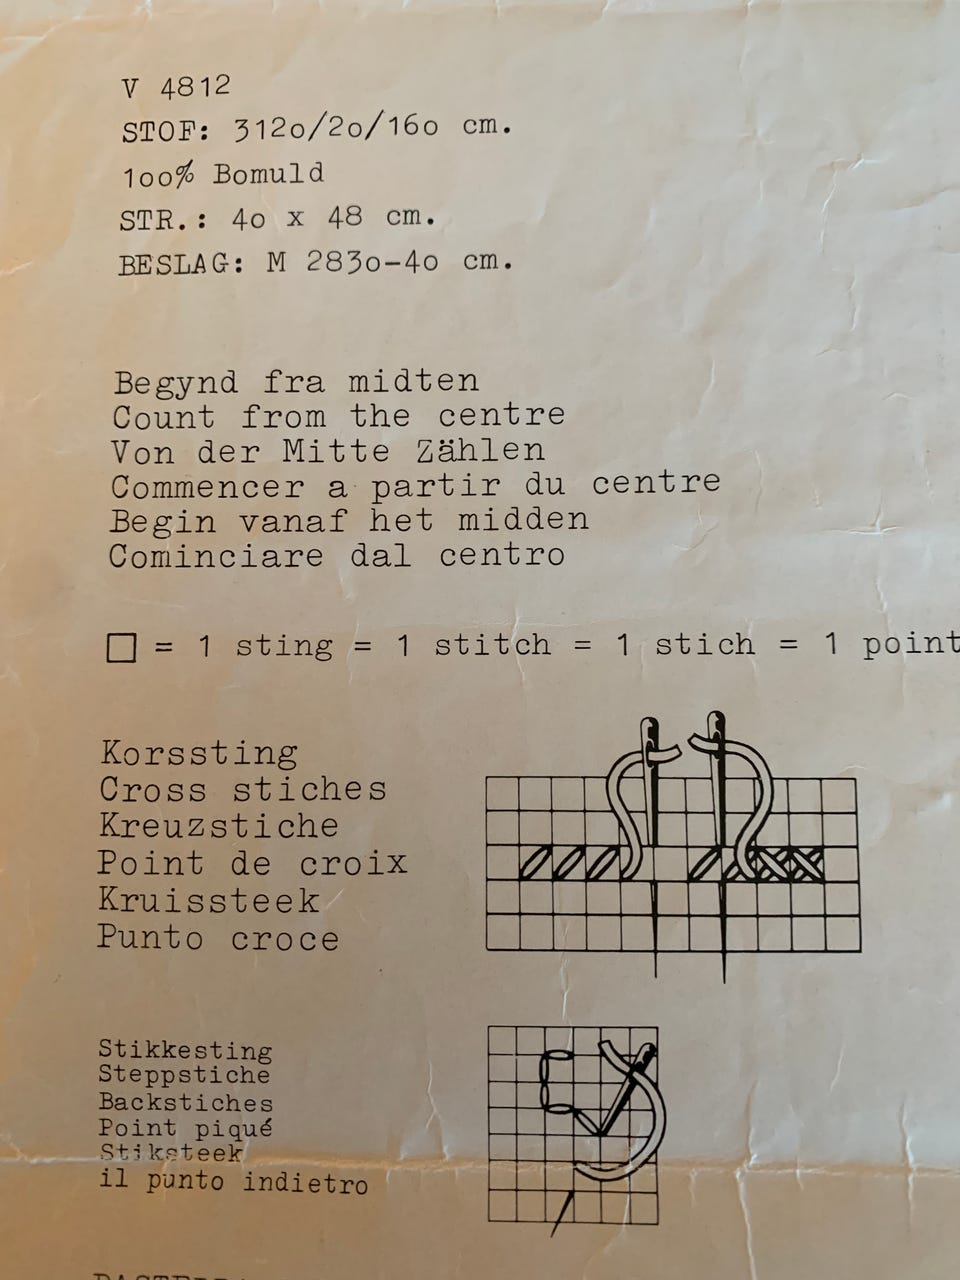 V 4812
STOF: 312o/2o/16o cm.
1oo% Bomuld
STR.: 4o x 48 cm.
BESLAG: M 283o-4o cm.
Begynd fra midten
Count from the centre
Von der Mitte Zählen
Commencer a partir du centre
Begin vanaf het midden
Cominciare dal centro
□ = 1 sting = 1 stitch = 1 stich = 1 point
Korssting
Cross stiches
Kreuzstiche
Point de croix
Kruissteek
Punto croce
Stikkesting
Steppstiche
Backstiches
Point piqué
Stiksteek
il punto indietro